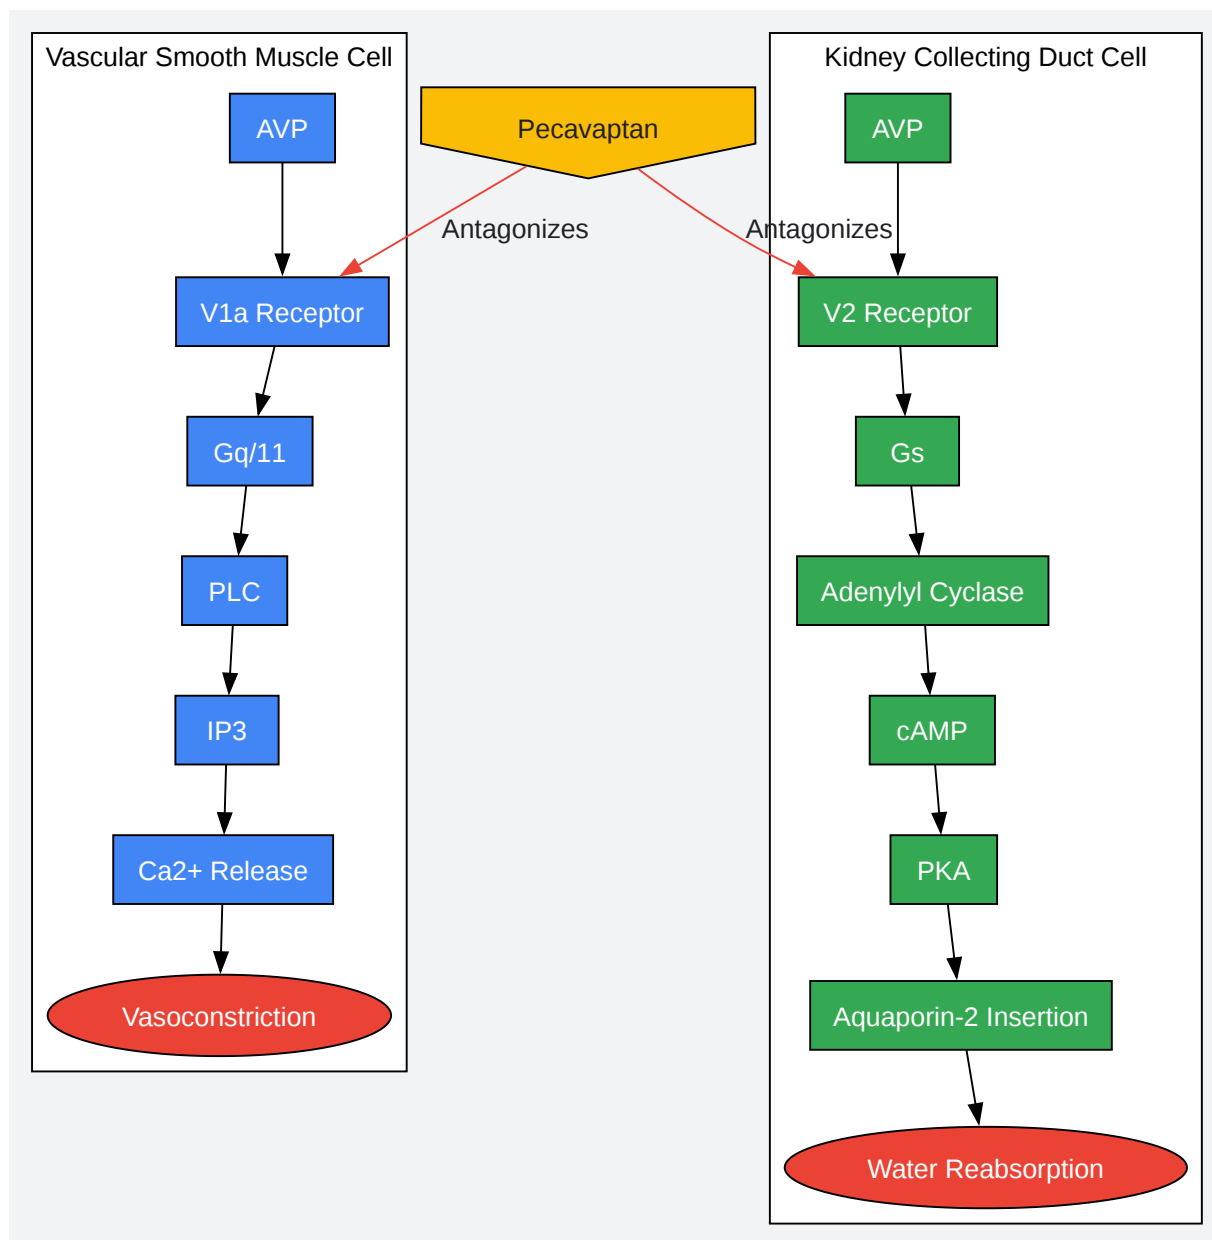 Vascular Smooth Muscle Cell
AVP
V1a Receptor
Gq/11
PLC
IP3
Ca2+ Release
Vasoconstriction
Pecavaptan
Antagonizes
Antagonizes
Kidney Collecting Duct Cell
AVP
V2 Receptor
Gs
Adenylyl Cyclase
cAMP
PKA
Aquaporin-2 Insertion
Water Reabsorption